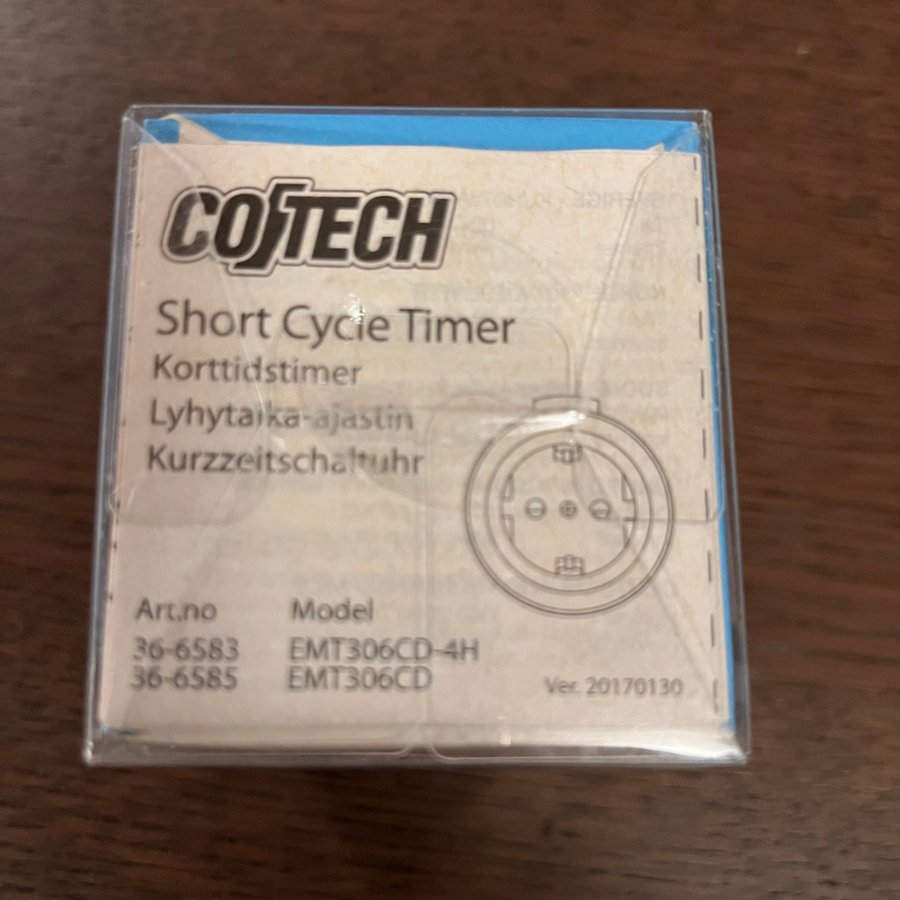 COTECH
Short Cycle Timer
Korttidstimer
Lyhytaika-ajastin
Kurzzeitschaltuhr
Art.no Model
36-6583 EMT306CD-4H
36-6585 EMT306CD
Ver. 20170130